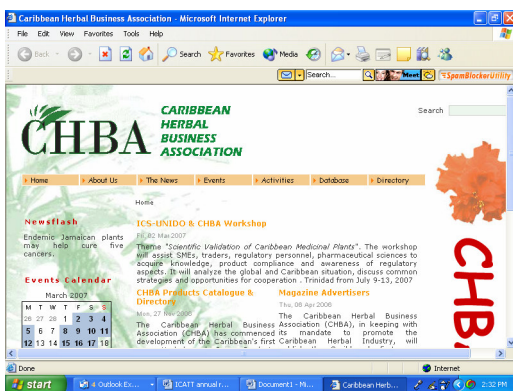 Caribbean Herbal Business Association - Microsoft Internet Explorer
File Edit View Favorites Tools Help
Back Search Favorites Media
Search... Meet SpamBlockerUtility
CHBA
CARIBBEAN
HERBAL
BUSINESS
ASSOCIATION
Search
Home About Us The News Events Activities Database Directory
Home
Newsflash
Endemic Jamaican plants
may help cure five
cancers.
Events Calendar
March 2007
M T W T F S S
26 27 28 1 2 3 4
5 6 7 8 9 10 11
12 13 14 15 16 17 18
ICS-UNIDO & CHBA Workshop
Fri, 02 Mar 2007
Theme "Scientific Validation of Caribbean Medicinal Plants". The workshop
will assist SMEs, traders, regulatory personnel, pharmaceutical sciences to
acquire knowledge, product compliance and awareness of regulatory
aspects. It will analyze the global and Caribbean situation, discuss common
strategies and opportunities for cooperation . Trinidad from July 9-13, 2007
CHBA Products Catalogue &
Directory
Mon, 27 Nov
The Caribbean Herbal Business
Association (CHBA) has commenced
development of the Caribbean's first
Magazine Advertisers
Thu, 06 Apr 2006
The Caribbean Herbal Business
Association (CHBA), in keeping with
its mandate to promote the
Caribbean Herbal Industry, will
CHB
Done
Internet
start 4 Outlook Ex... ICATT annual r... Document1 - Mi... Caribbean Herb... 2:32 PM